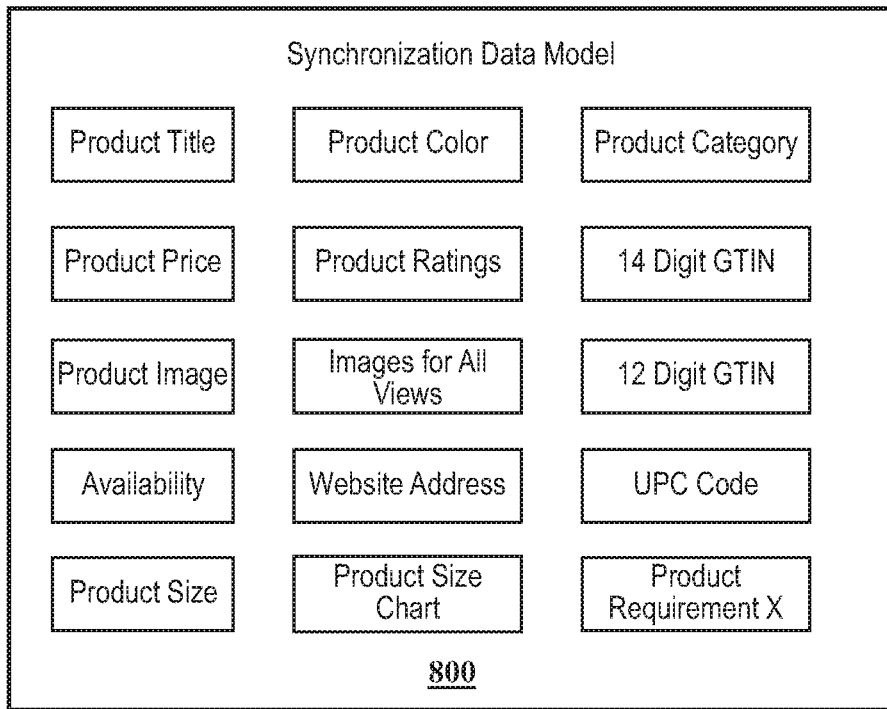 Synchronization Data Model
Product Title
Product Color
Product Category
Product Price
Product Ratings
14 Digit GTIN
Product Image
Images for All
Views
12 Digit GTIN
Availability
Website Address
UPC Code
Product Size
Product Size
Chart
Product
Requirement X
800